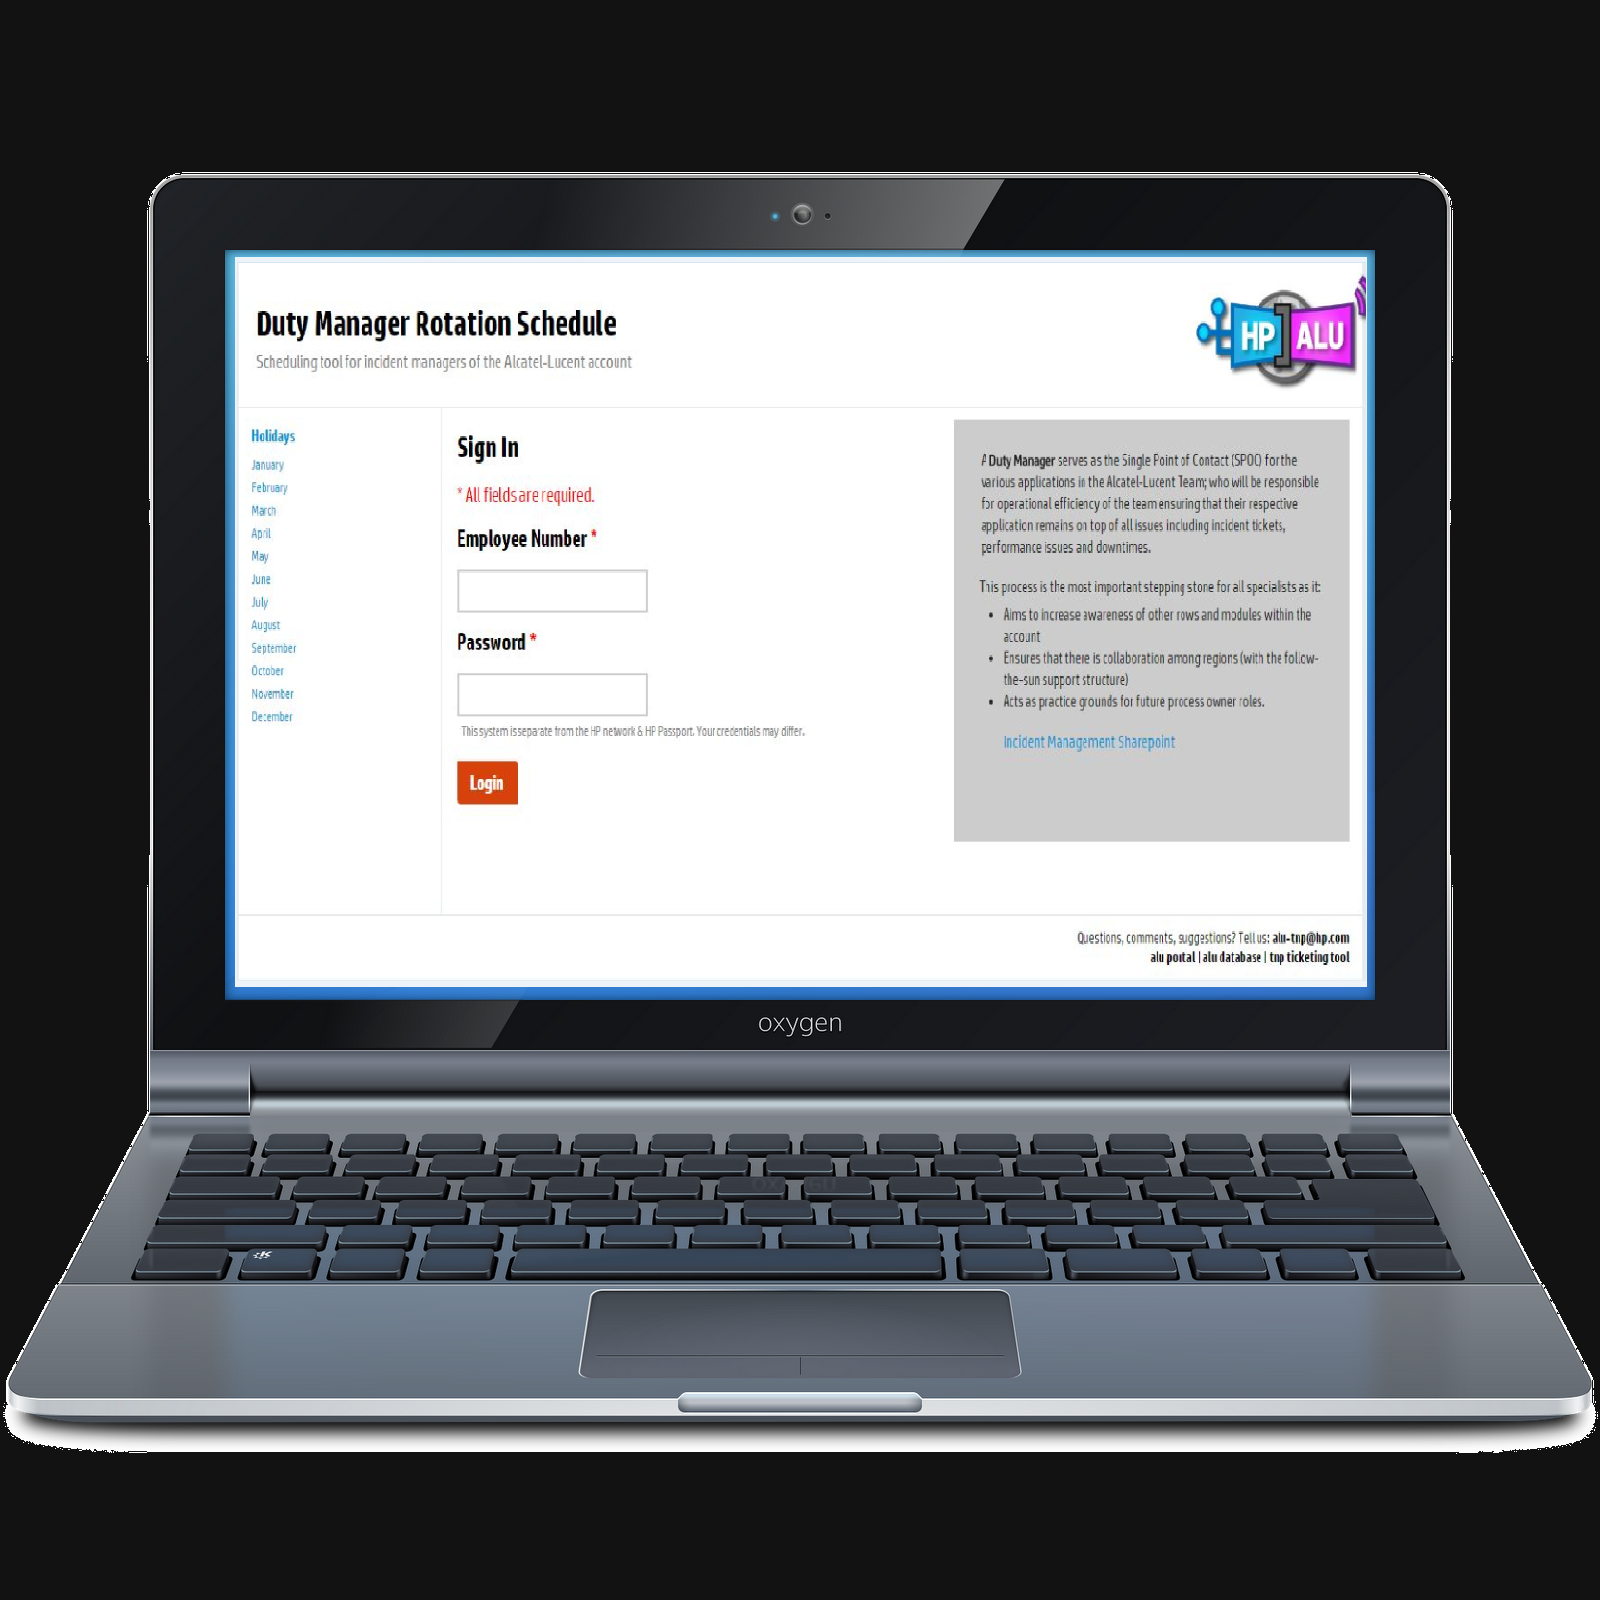 Duty Manager Rotation Schedule
Scheduling tool for incident managers of the Alcatel-Lucent account
HP ALU
Holidays
January
February
March
April
May
June
July
August
September
October
November
December
Sign In
* All fields are required.
Employee Number *
Password *
This system is separate from the HP network & HP Passport. Your credentials may differ.
Login
A Duty Manager serves as the Single Point of Contact (SPOC) for the
various applications in the Alcatel-Lucent Team; who will be responsible
for operational efficiency of the team ensuring that their respective
application remains on top of all issues including incident tickets,
performance issues and downtimes.
This process is the most important stepping stone for all specialists as it:
• Aims to increase awareness of other rows and modules within the
account
• Ensures that there is collaboration among regions (with the follow-
the-sun support structure)
• Acts as practice grounds for future process owner roles.
Incident Management Sharepoint
Questions, comments, suggestions? Tell us: alu-tnp@hp.com
alu portal | alu database | tnp ticketing tool
oxygen